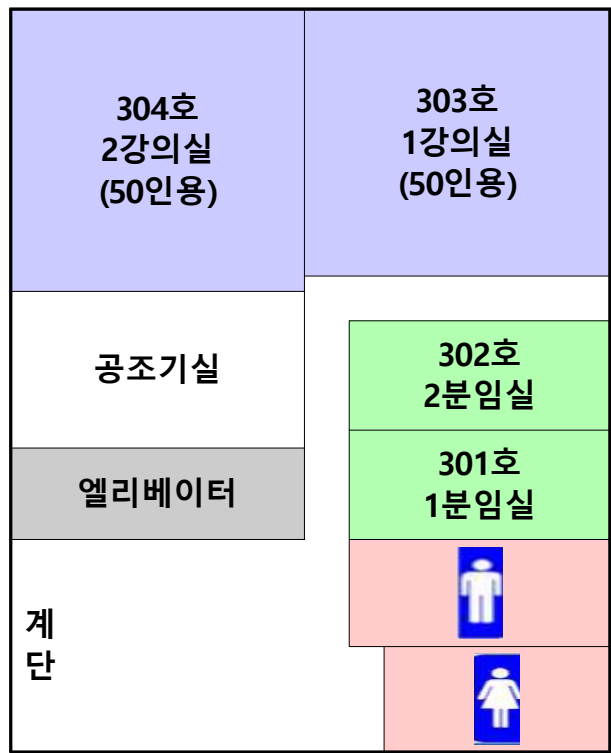 304호
2강의실
(50인용)
303호
1강의실
(50인용)
공조기실
302호
2분임실
엘리베이터
301호
1분임실
계
단